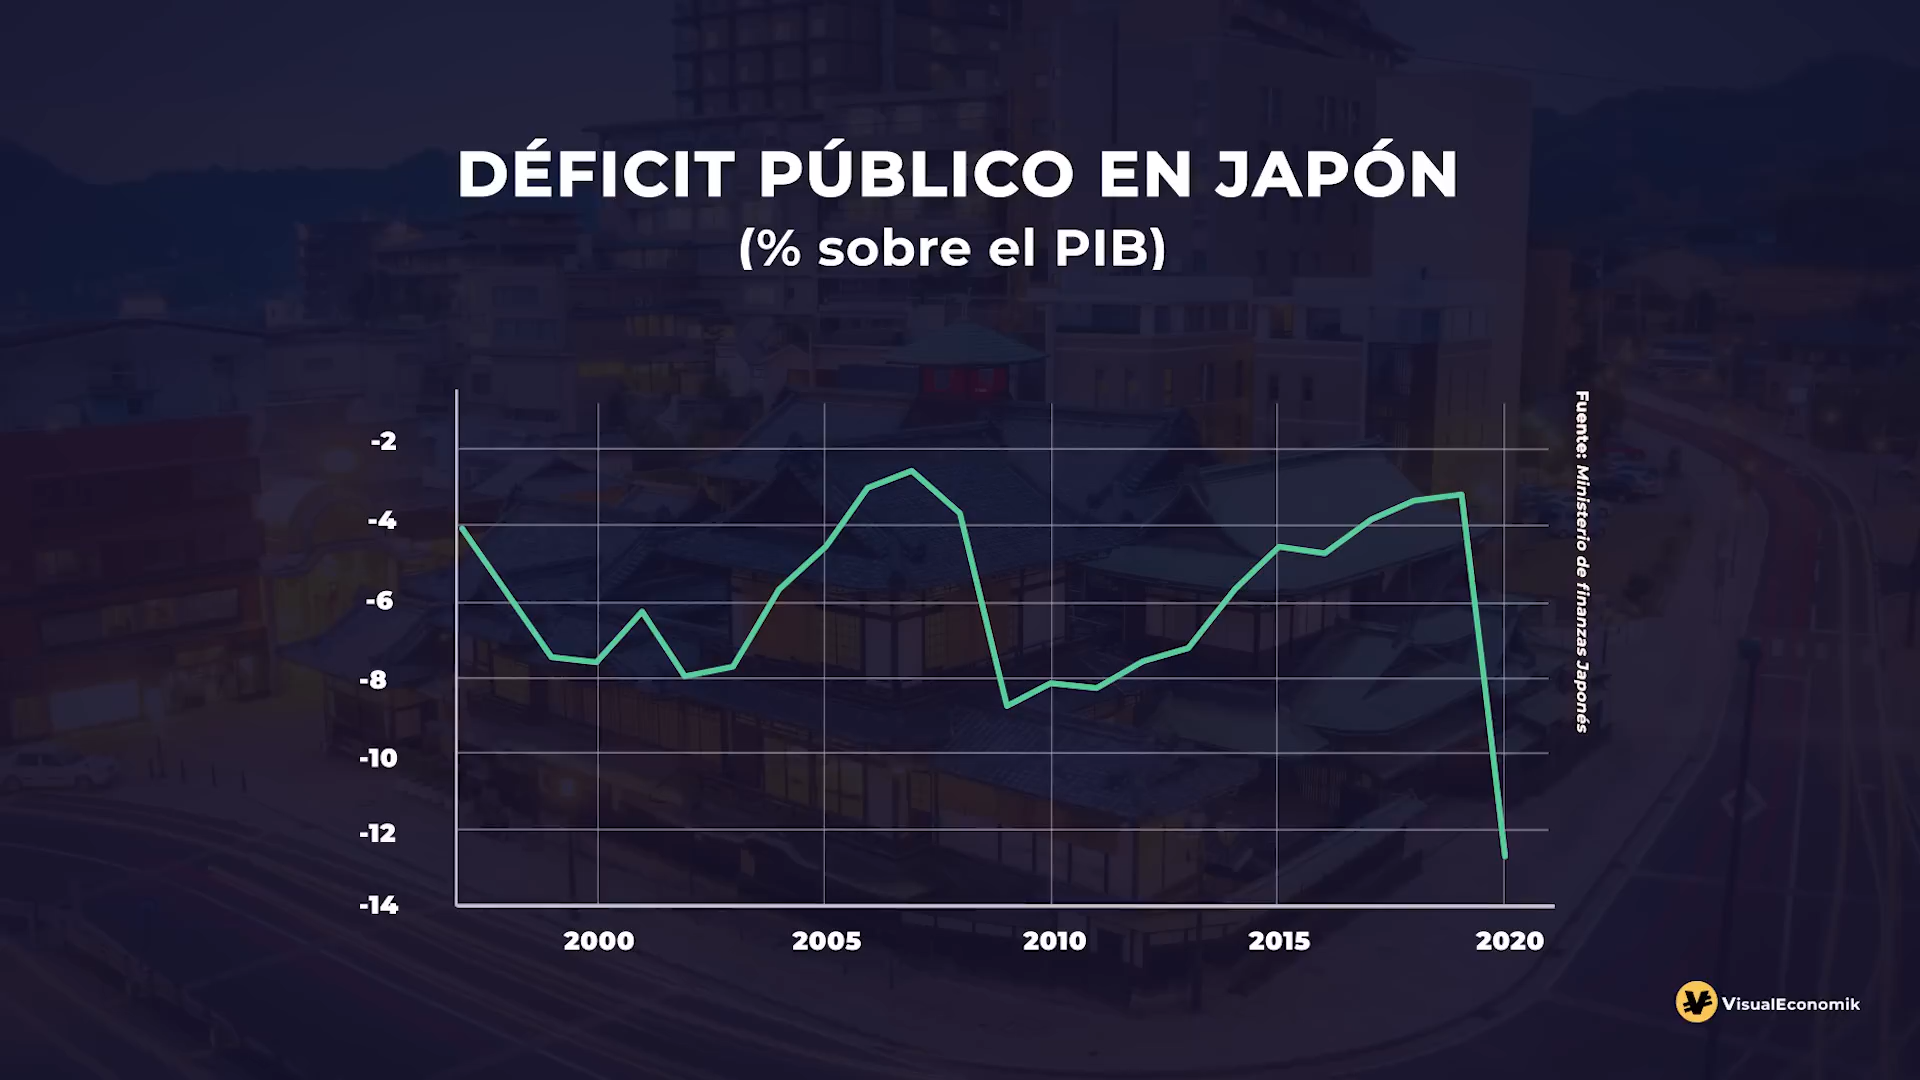 DÉFICIT PÚBLICO EN JAPÓN
(% sobre el PIB)
-2
-4
-6
-8
-10
-12
-14
2000 2005 2010 2015 2020
Fuente: Ministerio de finanzas Japonés
VisualEconomik